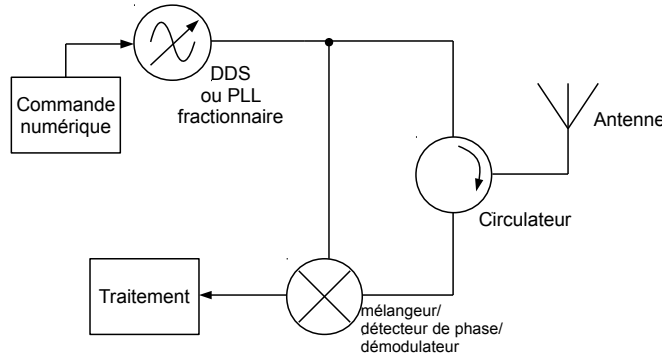 DDS
ou PLL
fractionnaire
Commande
numérique
Antenne
Circulateur
Traitement
mélangeur/
détecteur de phase/
démodulateur